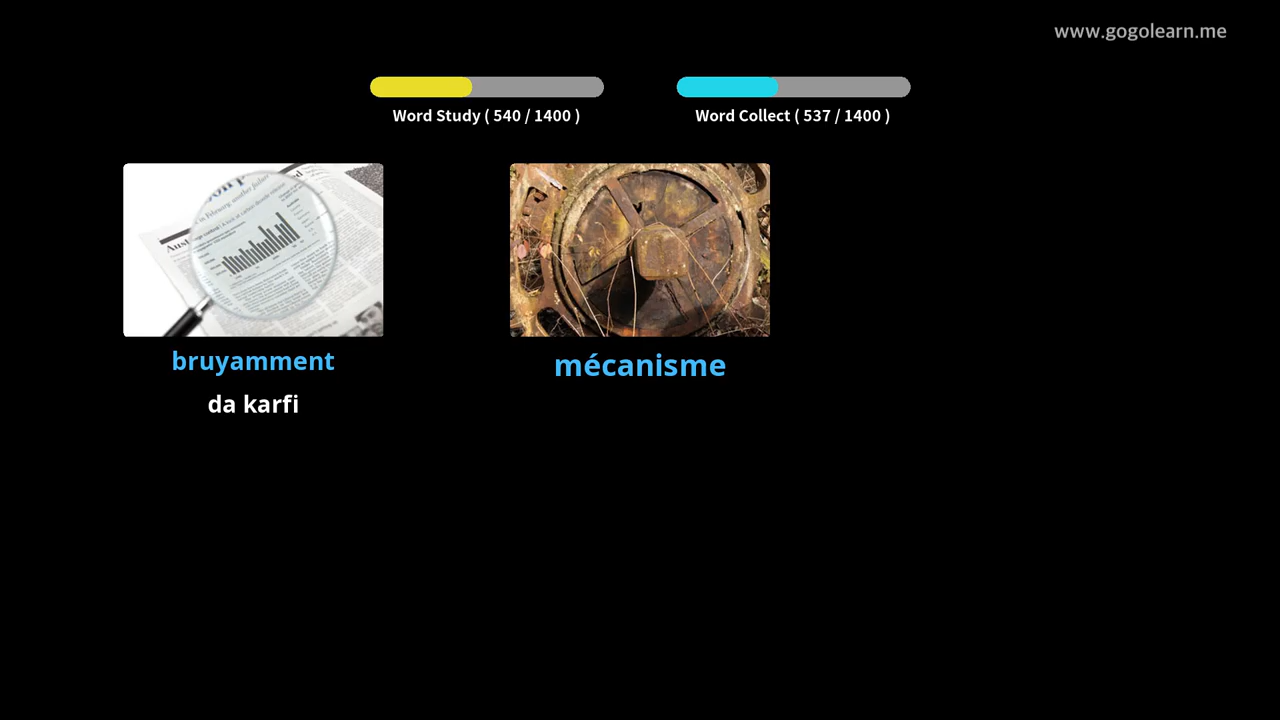 www.gogolearn.me
Word Study ( 540 / 1400 )
Word Collect ( 537 / 1400 )
bruyamment
mécanisme
da karfi